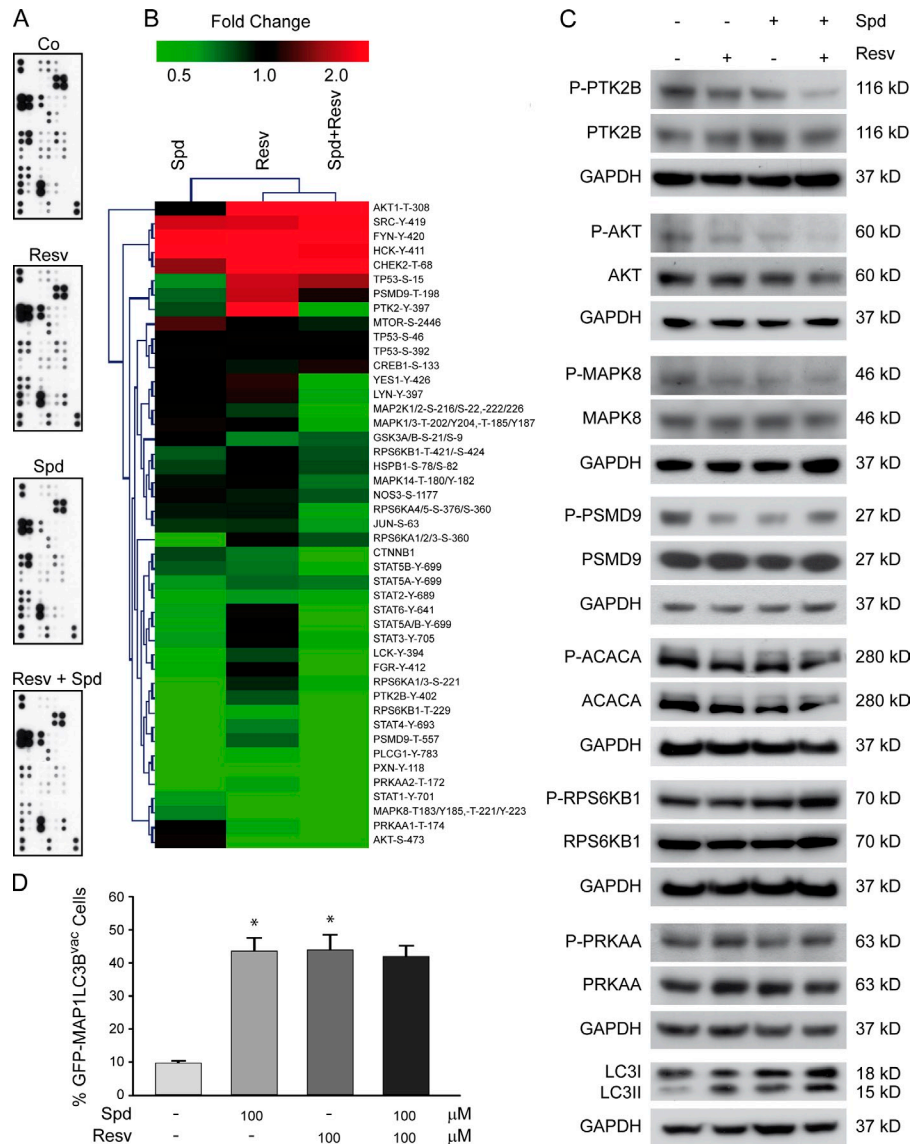 A
Co
Resv
Spd
Resv + Spd
B
Fold Change
0.5 1.0 2.0
Spd
Resv
Spd+Resv
AKT1-T-308
SRC-Y-419
FYN-Y-420
HCK-Y-411
CHEK2-T-68
TP53-S-15
PSMD9-T-198
PTK2-Y-397
MTOR-S-2446
TP53-S-46
TP53-S-392
CREB1-S-133
YES1-Y-426
LYN-Y-397
MAP2K1/2-S-216/S-22,-222/226
MAPK1/3-T-202/Y204,-T-185/Y187
GSK3A/B-S-21/S-9
RPS6KB1-T-421/-S-424
HSPB1-S-78/S-82
MAPK14-T-180/Y-182
NOS3-S-1177
RPS6KA4/5-S-376/S-360
JUN-S-63
RPS6KA1/2/3-S-360
CTNNB1
STAT5B-Y-699
STAT5A-Y-699
STAT2-Y-689
STAT6-Y-641
STAT5A/B-Y-699
STAT3-Y-705
LCK-Y-394
FGR-Y-412
RPS6KA1/3-S-221
PTK2B-Y-402
RPS6KB1-T-229
STAT4-Y-693
PSMD9-T-557
PLCG1-Y-783
PXN-Y-118
PRKAA2-T-172
STAT1-Y-701
MAPK8-T183/Y185,-T-221/Y-223
PRKAA1-T-174
AKT-S-473
C
- - + + Spd
- + - + Resv
P-PTK2B 116 kD
PTK2B 116 kD
GAPDH 37 kD
P-AKT 60 kD
AKT 60 kD
GAPDH 37 kD
P-MAPK8 46 kD
MAPK8 46 kD
GAPDH 37 kD
P-PSMD9 27 kD
PSMD9 27 kD
GAPDH 37 kD
P-ACACA 280 kD
ACACA 280 kD
GAPDH 37 kD
P-RPS6KB1 70 kD
RPS6KB1 70 kD
GAPDH 37 kD
P-PRKAA 63 kD
PRKAA 63 kD
GAPDH 37 kD
LC3I 18 kD
LC3II 15 kD
GAPDH 37 kD
D
% GFP-MAP1LC3Bvac Cells
60
50
40
30
20
10
0
* *
Spd - 100 - 100 μM
Resv - - 100 100 μM